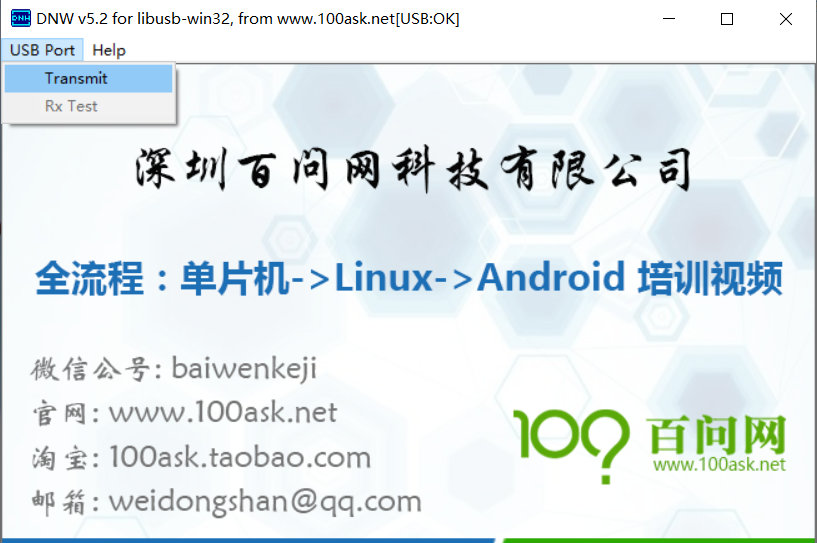 DNW v5.2 for libusb-win32, from www.100ask.net[USB:OK]
USB Port Help
Transmit
Rx Test
深圳百问网科技有限公司
全流程：单片机->Linux->Android 培训视频
微信公号: baiwenkeji
官网: www.100ask.net
淘宝: 100ask.taobao.com
邮箱: weidongshan@qq.com
100? 百问网
www.100ask.net